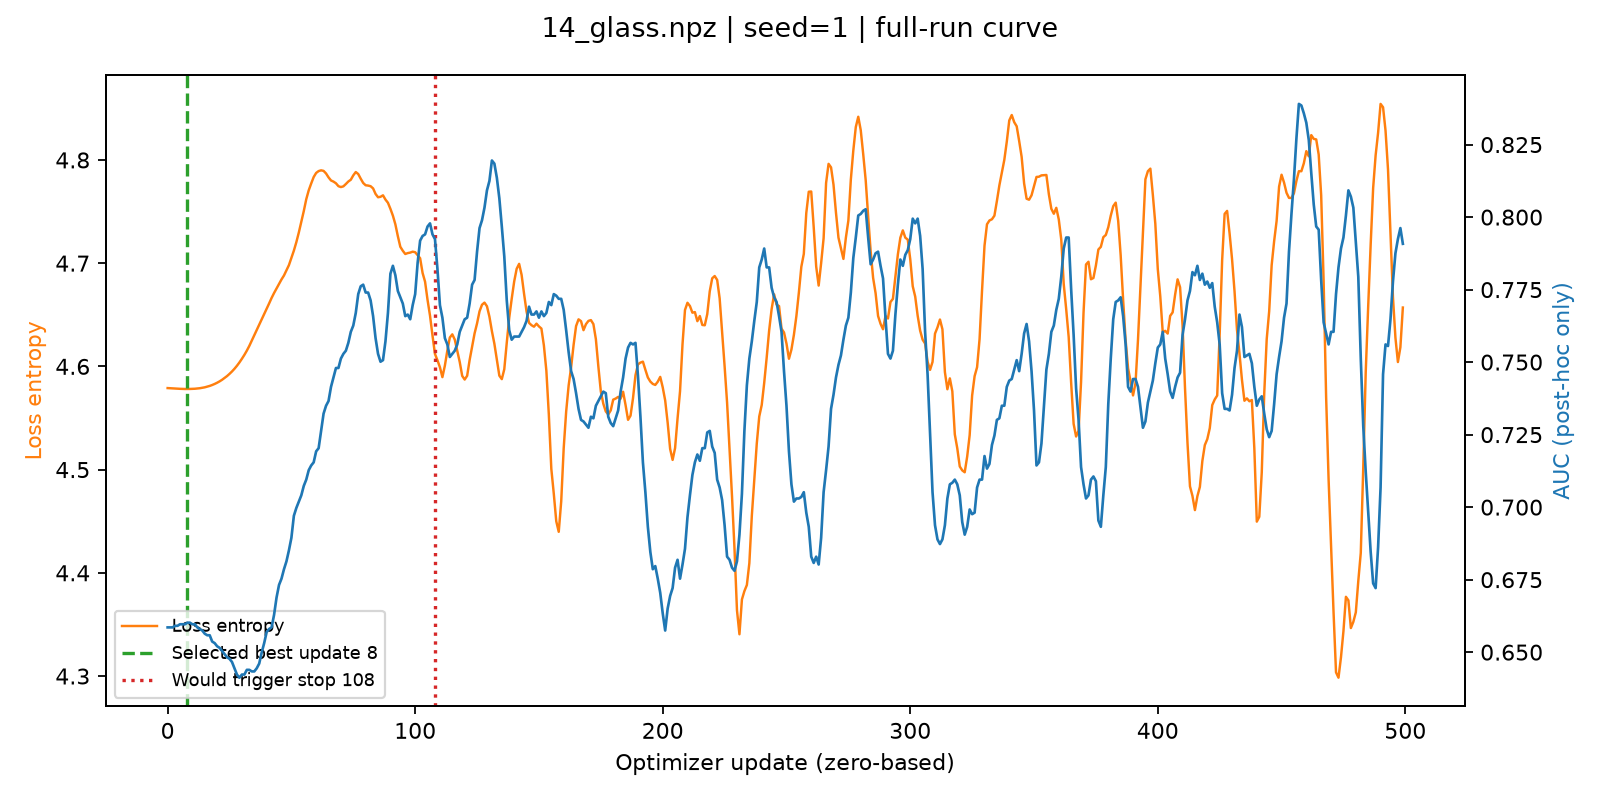 14_glass.npz | seed=1 | full-run curve
Loss entropy
4.8
4.7
4.6
4.5
4.4
4.3
0.825
0.800
0.775
0.750
0.725
0.700
0.675
0.650
AUC (post-hoc only)
Loss entropy
Selected best update 8
Would trigger stop 108
0 100 200 300 400 500
Optimizer update (zero-based)